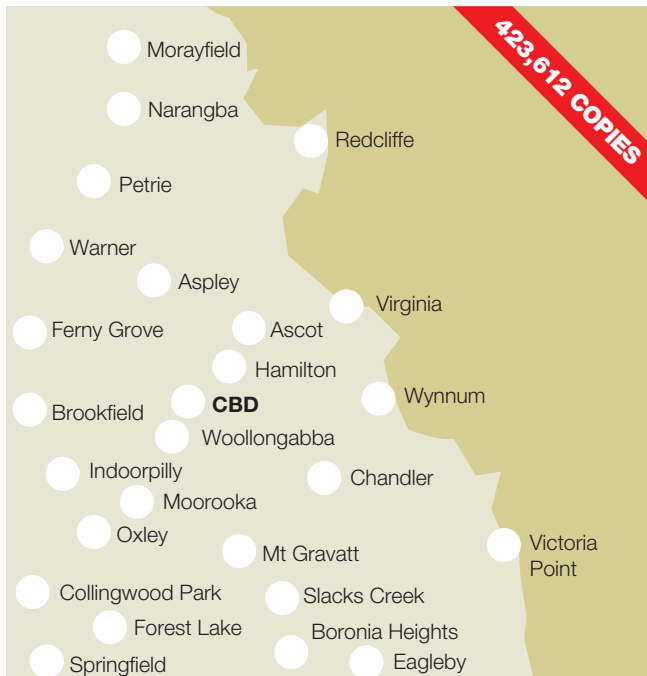 423,612 COPIES
Morayfield
Narangba
Redcliffe
Petrie
Warner
Aspley
Virginia
Ferny Grove
Ascot
Hamilton
Wynnum
CBD
Brookfield
Woollongabba
Indoorpilly
Chandler
Moorooka
Oxley
Mt Gravatt
Victoria
Point
Collingwood Park
Slacks Creek
Forest Lake
Boronia Heights
Springfield
Eagleby